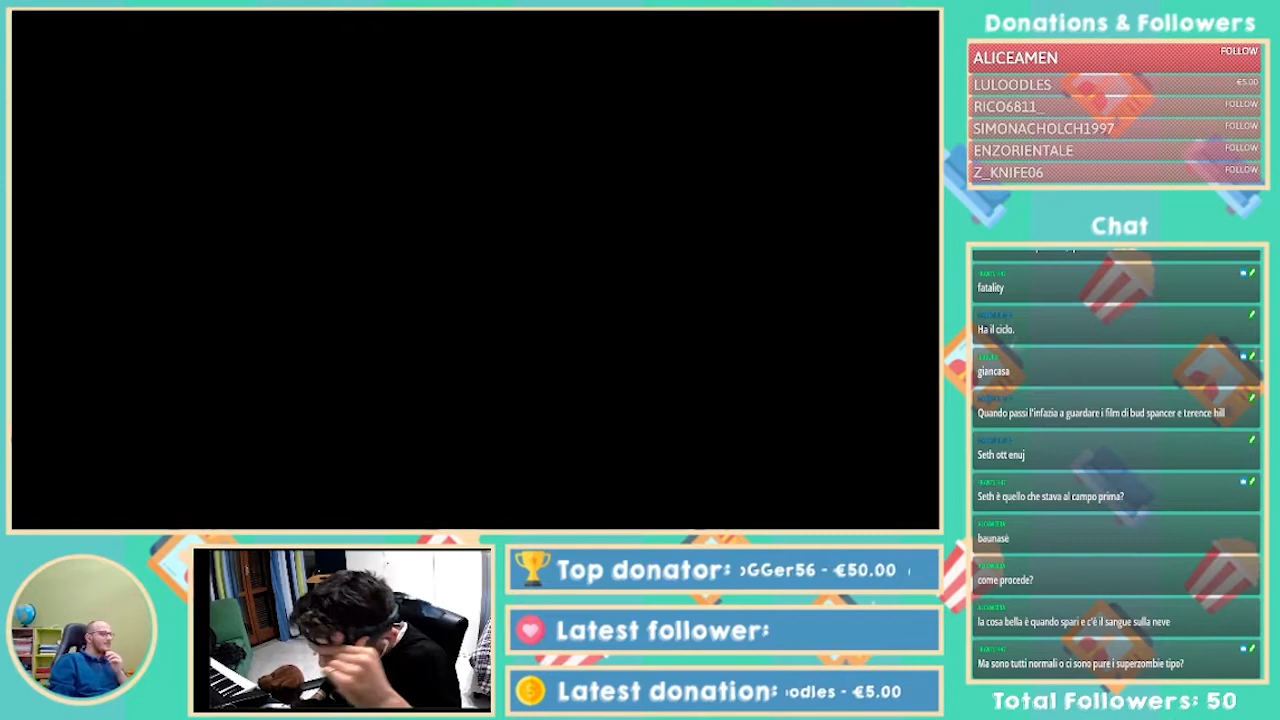 Donations & Followers
ALICEAMEN FOLLOW
LULOODLES €5.00
RICO6811_ FOLLOW
SIMONACHOLCH1997 FOLLOW
ENZORIENTALE FOLLOW
Z_KNIFE06 FOLLOW
Chat
fatality
Ha il ciclo.
giancasa
Quando passi l'infazia a guardare i film di bud spancer e terence hill
Seth ott enuj
Seth è quello che stava al campo prima?
baunasè
come procede?
la cosa bella è quando spari e c'è il sangue sulla neve
Ma sono tutti normali o ci sono pure i superzombie tipo?
Total Followers: 50
Top donator: GGer56 - €50.00
Latest follower:
Latest donation: odles - €5.00